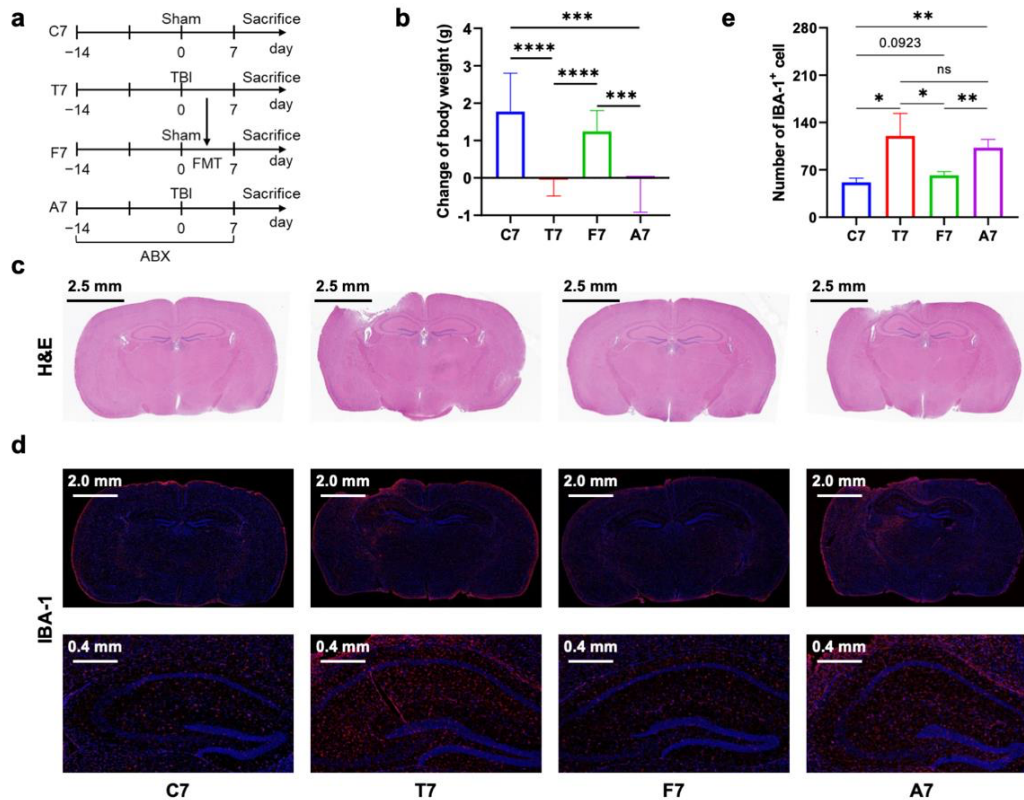 a
C7
Sham
Sacrifice
−14
0
7
day
T7
TBI
Sacrifice
−14
0
7
day
F7
Sham
Sacrifice
−14
0
FMT
7
day
A7
TBI
Sacrifice
−14
0
7
day
ABX
b
Change of body weight (g)
4
3
2
1
0
-1
***
****
****
***
C7 T7 F7 A7
e
Number of IBA-1+ cell
280
210
140
70
0
**
0.0923
ns
* * **
C7 T7 F7 A7
c
H&E
2.5 mm 2.5 mm 2.5 mm 2.5 mm
d
IBA-1
2.0 mm 2.0 mm 2.0 mm 2.0 mm
0.4 mm 0.4 mm 0.4 mm 0.4 mm
C7 T7 F7 A7